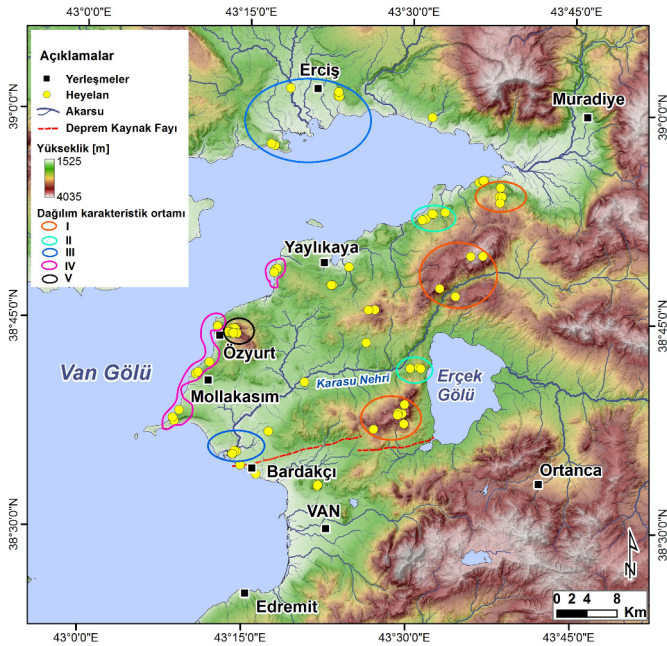 43°0'0"E 43°15'0"E 43°30'0"E 43°45'0"E
Açıklamalar
Yerleşmeler
Heyelan
Akarsu
Deprem Kaynak Fayı
Yükseklik [m]
1525
4035
Dağılım karakteristik ortamı
I
II
III
IV
V
Erciş
Muradiye
39°0'0"N
39°0'0"N
Yaylıkaya
38°45'0"N
38°45'0"N
Özyurt
Van Gölü
Mollakasım
Karasu Nehri
Erçek
Gölü
Bardakçı
Ortanca
VAN
38°30'0"N
38°30'0"N
N
Edremit
0 2 4 8
Km
43°0'0"E 43°15'0"E 43°30'0"E 43°45'0"E